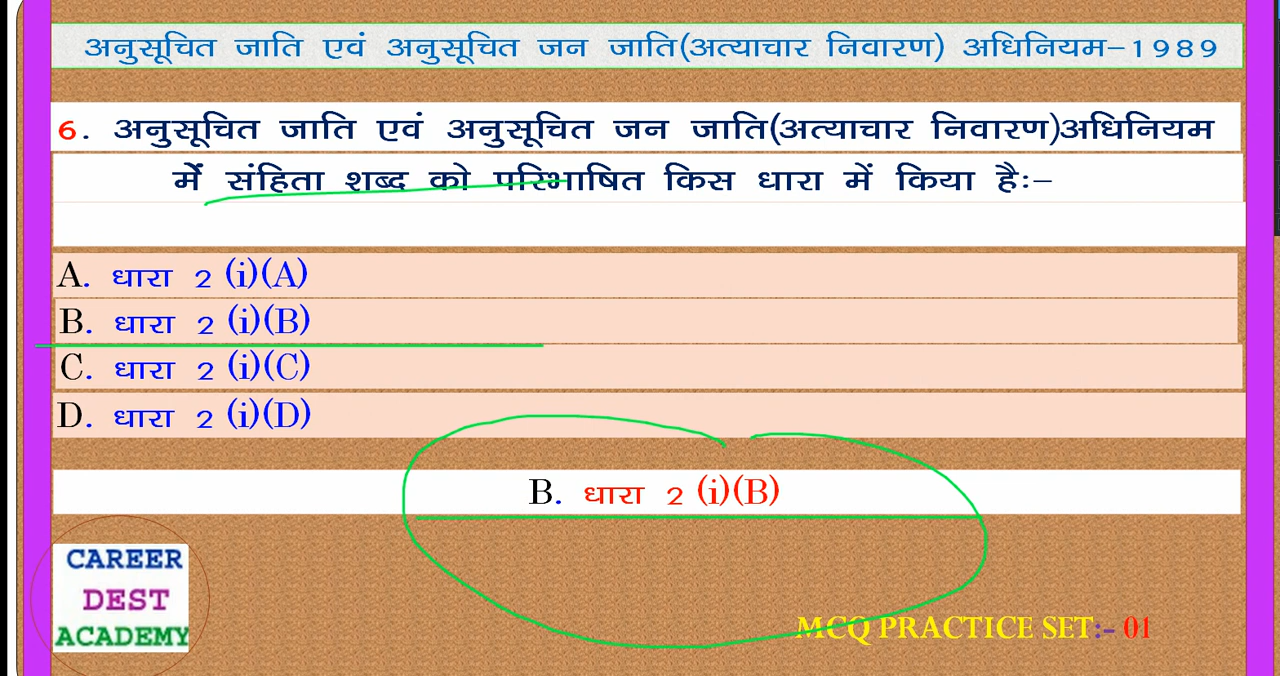 अनुसूचित जाति एवं अनुसूचित जन जाति(अत्याचार निवारण) अधिनियम–1989
6. अनुसूचित जाति एवं अनुसूचित जन जाति(अत्याचार निवारण)अधिनियम
में संहिता शब्द को परिभाषित किस धारा में किया है:–
A. धारा 2 (i)(A)
B. धारा 2 (i)(B)
C. धारा 2 (i)(C)
D. धारा 2 (i)(D)
B. धारा 2 (i)(B)
CAREER
DEST
ACADEMY
MCQ PRACTICE SET:- 01